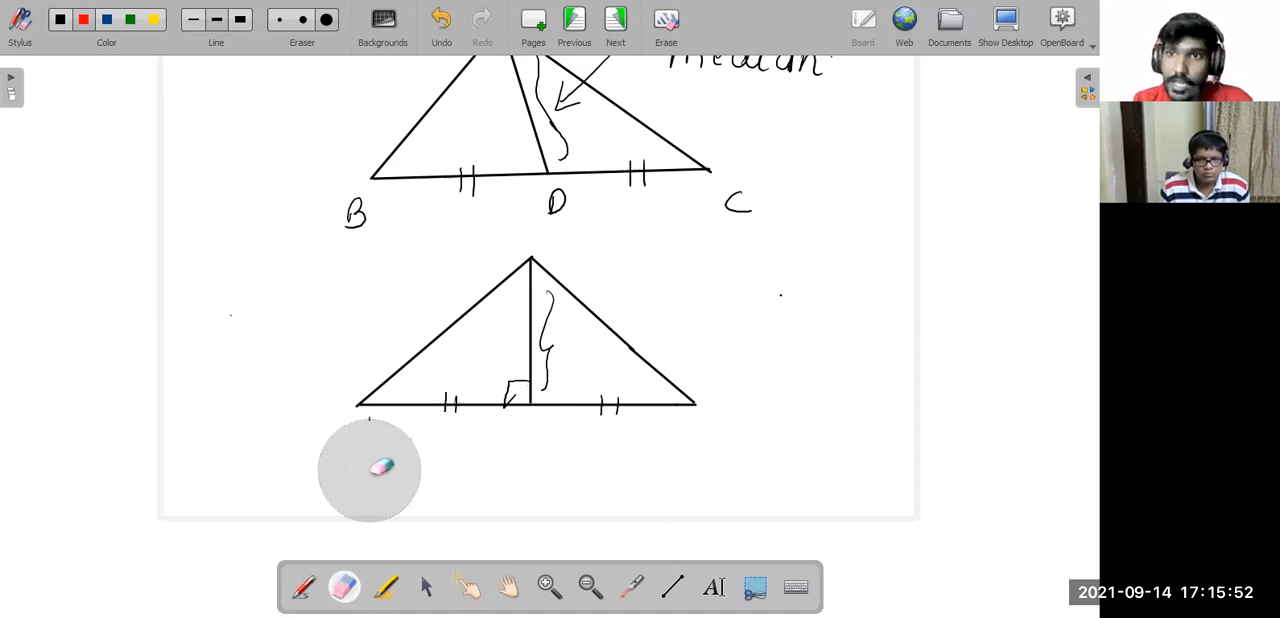 Stylus
Color
Line
Eraser
Backgrounds
Undo
Redo
Pages
Previous
Next
Erase
Board
Web
Documents
Show Desktop
OpenBoard
median
B
D
C
2021-09-14 17:15:52